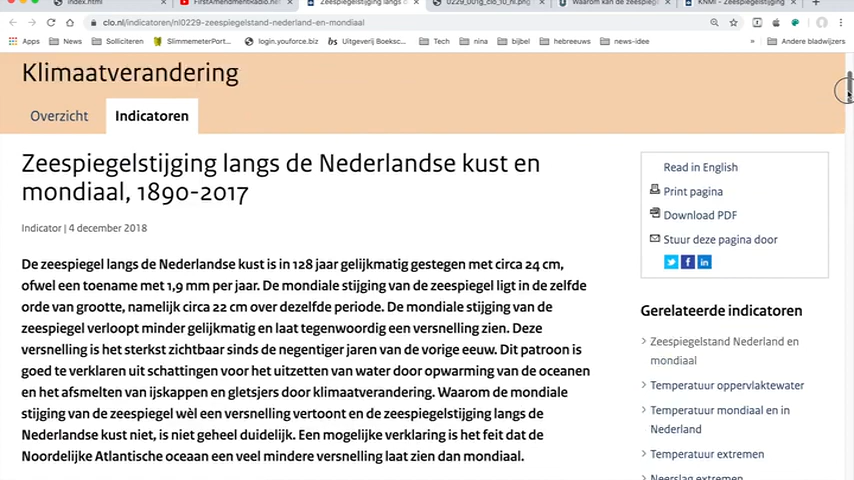 index.html
FirstAmendmentRadio.net
Zeespiegelstijging langs d
0229_001g_clo_10_nl.png
Waarom kan de zeespieg
KNMI - Zeespiegelstijging
clo.nl/indicatoren/nl0229-zeespiegelstand-nederland-en-mondiaal
Apps
News
Solliciteren
SlimmeterPort...
login.youforce.biz
bhs Uitgeverij Boeksc...
Tech
nina
bijbel
hebreeuws
news-idee
»
Andere bladwijzers
Klimaatverandering
Overzicht
Indicatoren
Zeespiegelstijging langs de Nederlandse kust en
mondiaal, 1890-2017
Indicator | 4 december 2018
De zeespiegel langs de Nederlandse kust is in 128 jaar gelijkmatig gestegen met circa 24 cm,
ofwel een toename met 1,9 mm per jaar. De mondiale stijging van de zeespiegel ligt in de zelfde
orde van grootte, namelijk circa 22 cm over dezelfde periode. De mondiale stijging van de
zeespiegel verloopt minder gelijkmatig en laat tegenwoordig een versnelling zien. Deze
versnelling is het sterkst zichtbaar sinds de negentiger jaren van de vorige eeuw. Dit patroon is
goed te verklaren uit schattingen voor het uitzetten van water door opwarming van de oceanen
en het afsmelten van ijskappen en gletsjers door klimaatverandering. Waarom de mondiale
stijging van de zeespiegel wèl een versnelling vertoont en de zeespiegelstijging langs de
Nederlandse kust niet, is niet geheel duidelijk. Een mogelijke verklaring is het feit dat de
Noordelijke Atlantische oceaan een veel mindere versnelling laat zien dan mondiaal.
Read in English
Print pagina
Download PDF
Stuur deze pagina door
Gerelateerde indicatoren
Zeespiegelstand Nederland en
mondiaal
Temperatuur oppervlaktewater
Temperatuur mondiaal en in
Nederland
Temperatuur extremen
Neerslag extremen